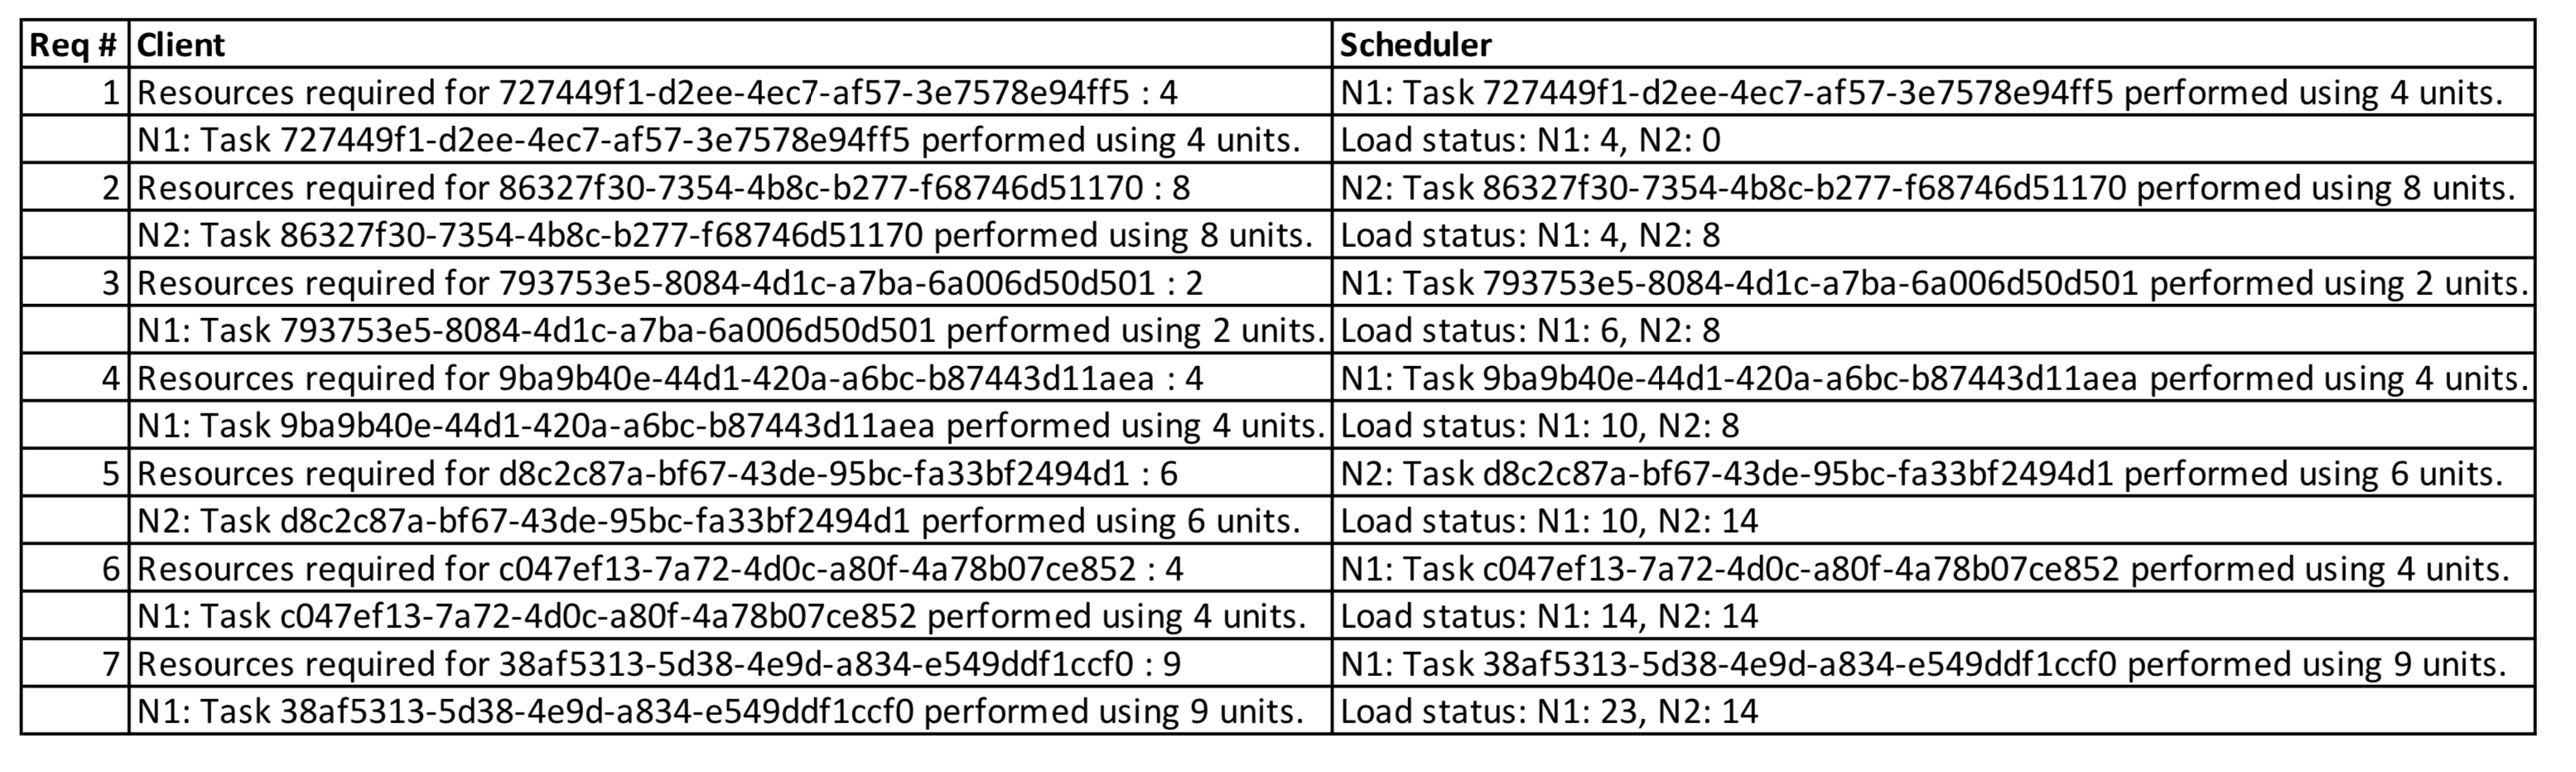 Req # Client Scheduler
1 Resources required for 727449f1-d2ee-4ec7-af57-3e7578e94ff5 : 4 N1: Task 727449f1-d2ee-4ec7-af57-3e7578e94ff5 performed using 4 units.
N1: Task 727449f1-d2ee-4ec7-af57-3e7578e94ff5 performed using 4 units. Load status: N1: 4, N2: 0
2 Resources required for 86327f30-7354-4b8c-b277-f68746d51170 : 8 N2: Task 86327f30-7354-4b8c-b277-f68746d51170 performed using 8 units.
N2: Task 86327f30-7354-4b8c-b277-f68746d51170 performed using 8 units. Load status: N1: 4, N2: 8
3 Resources required for 793753e5-8084-4d1c-a7ba-6a006d50d501 : 2 N1: Task 793753e5-8084-4d1c-a7ba-6a006d50d501 performed using 2 units.
N1: Task 793753e5-8084-4d1c-a7ba-6a006d50d501 performed using 2 units. Load status: N1: 6, N2: 8
4 Resources required for 9ba9b40e-44d1-420a-a6bc-b87443d11aea : 4 N1: Task 9ba9b40e-44d1-420a-a6bc-b87443d11aea performed using 4 units.
N1: Task 9ba9b40e-44d1-420a-a6bc-b87443d11aea performed using 4 units. Load status: N1: 10, N2: 8
5 Resources required for d8c2c87a-bf67-43de-95bc-fa33bf2494d1 : 6 N2: Task d8c2c87a-bf67-43de-95bc-fa33bf2494d1 performed using 6 units.
N2: Task d8c2c87a-bf67-43de-95bc-fa33bf2494d1 performed using 6 units. Load status: N1: 10, N2: 14
6 Resources required for c047ef13-7a72-4d0c-a80f-4a78b07ce852 : 4 N1: Task c047ef13-7a72-4d0c-a80f-4a78b07ce852 performed using 4 units.
N1: Task c047ef13-7a72-4d0c-a80f-4a78b07ce852 performed using 4 units. Load status: N1: 14, N2: 14
7 Resources required for 38af5313-5d38-4e9d-a834-e549ddf1ccf0 : 9 N1: Task 38af5313-5d38-4e9d-a834-e549ddf1ccf0 performed using 9 units.
N1: Task 38af5313-5d38-4e9d-a834-e549ddf1ccf0 performed using 9 units. Load status: N1: 23, N2: 14